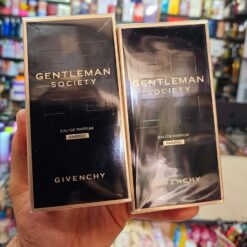 GENTLEMAN
SOCIETY
EAU DE PARFUM
GIVENCHY
GENTLEMAN
SOCIETY
EAU DE PARFUM
GIVENCHY